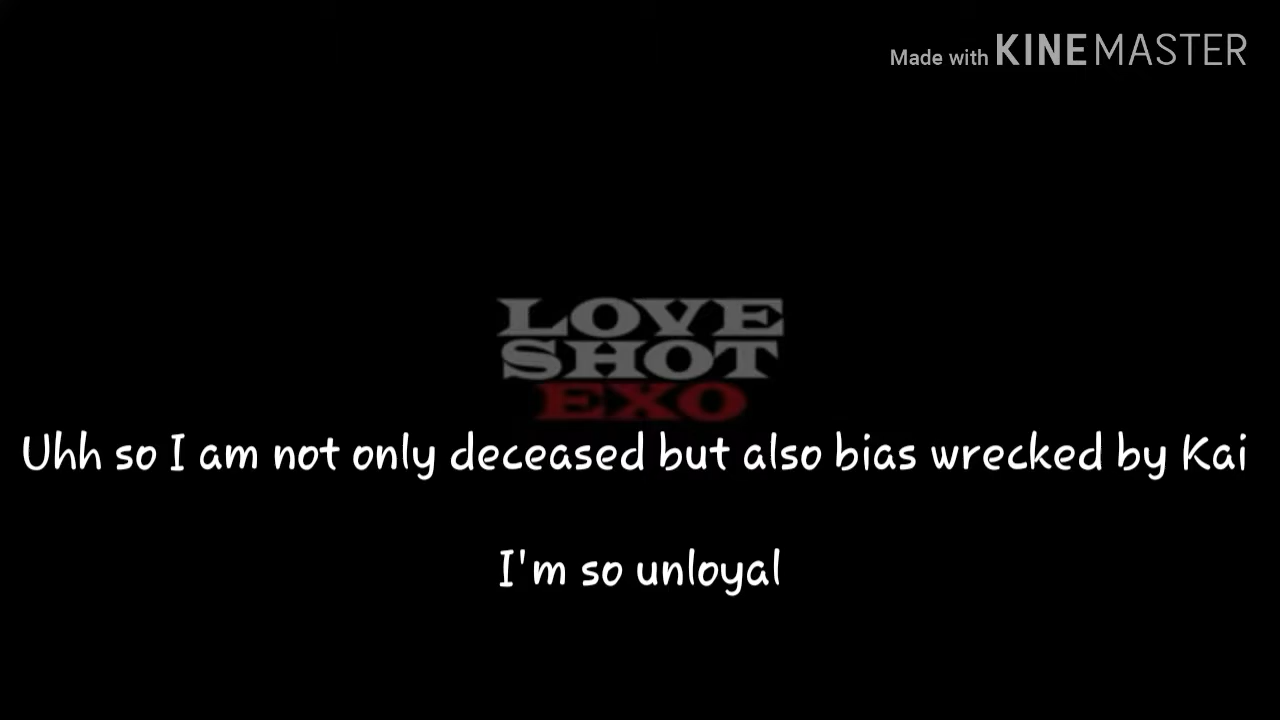 Made with KINEMASTER
LOVE
SHOT
EXO
Uhh so I am not only deceased but also bias wrecked by Kai
I'm so unloyal